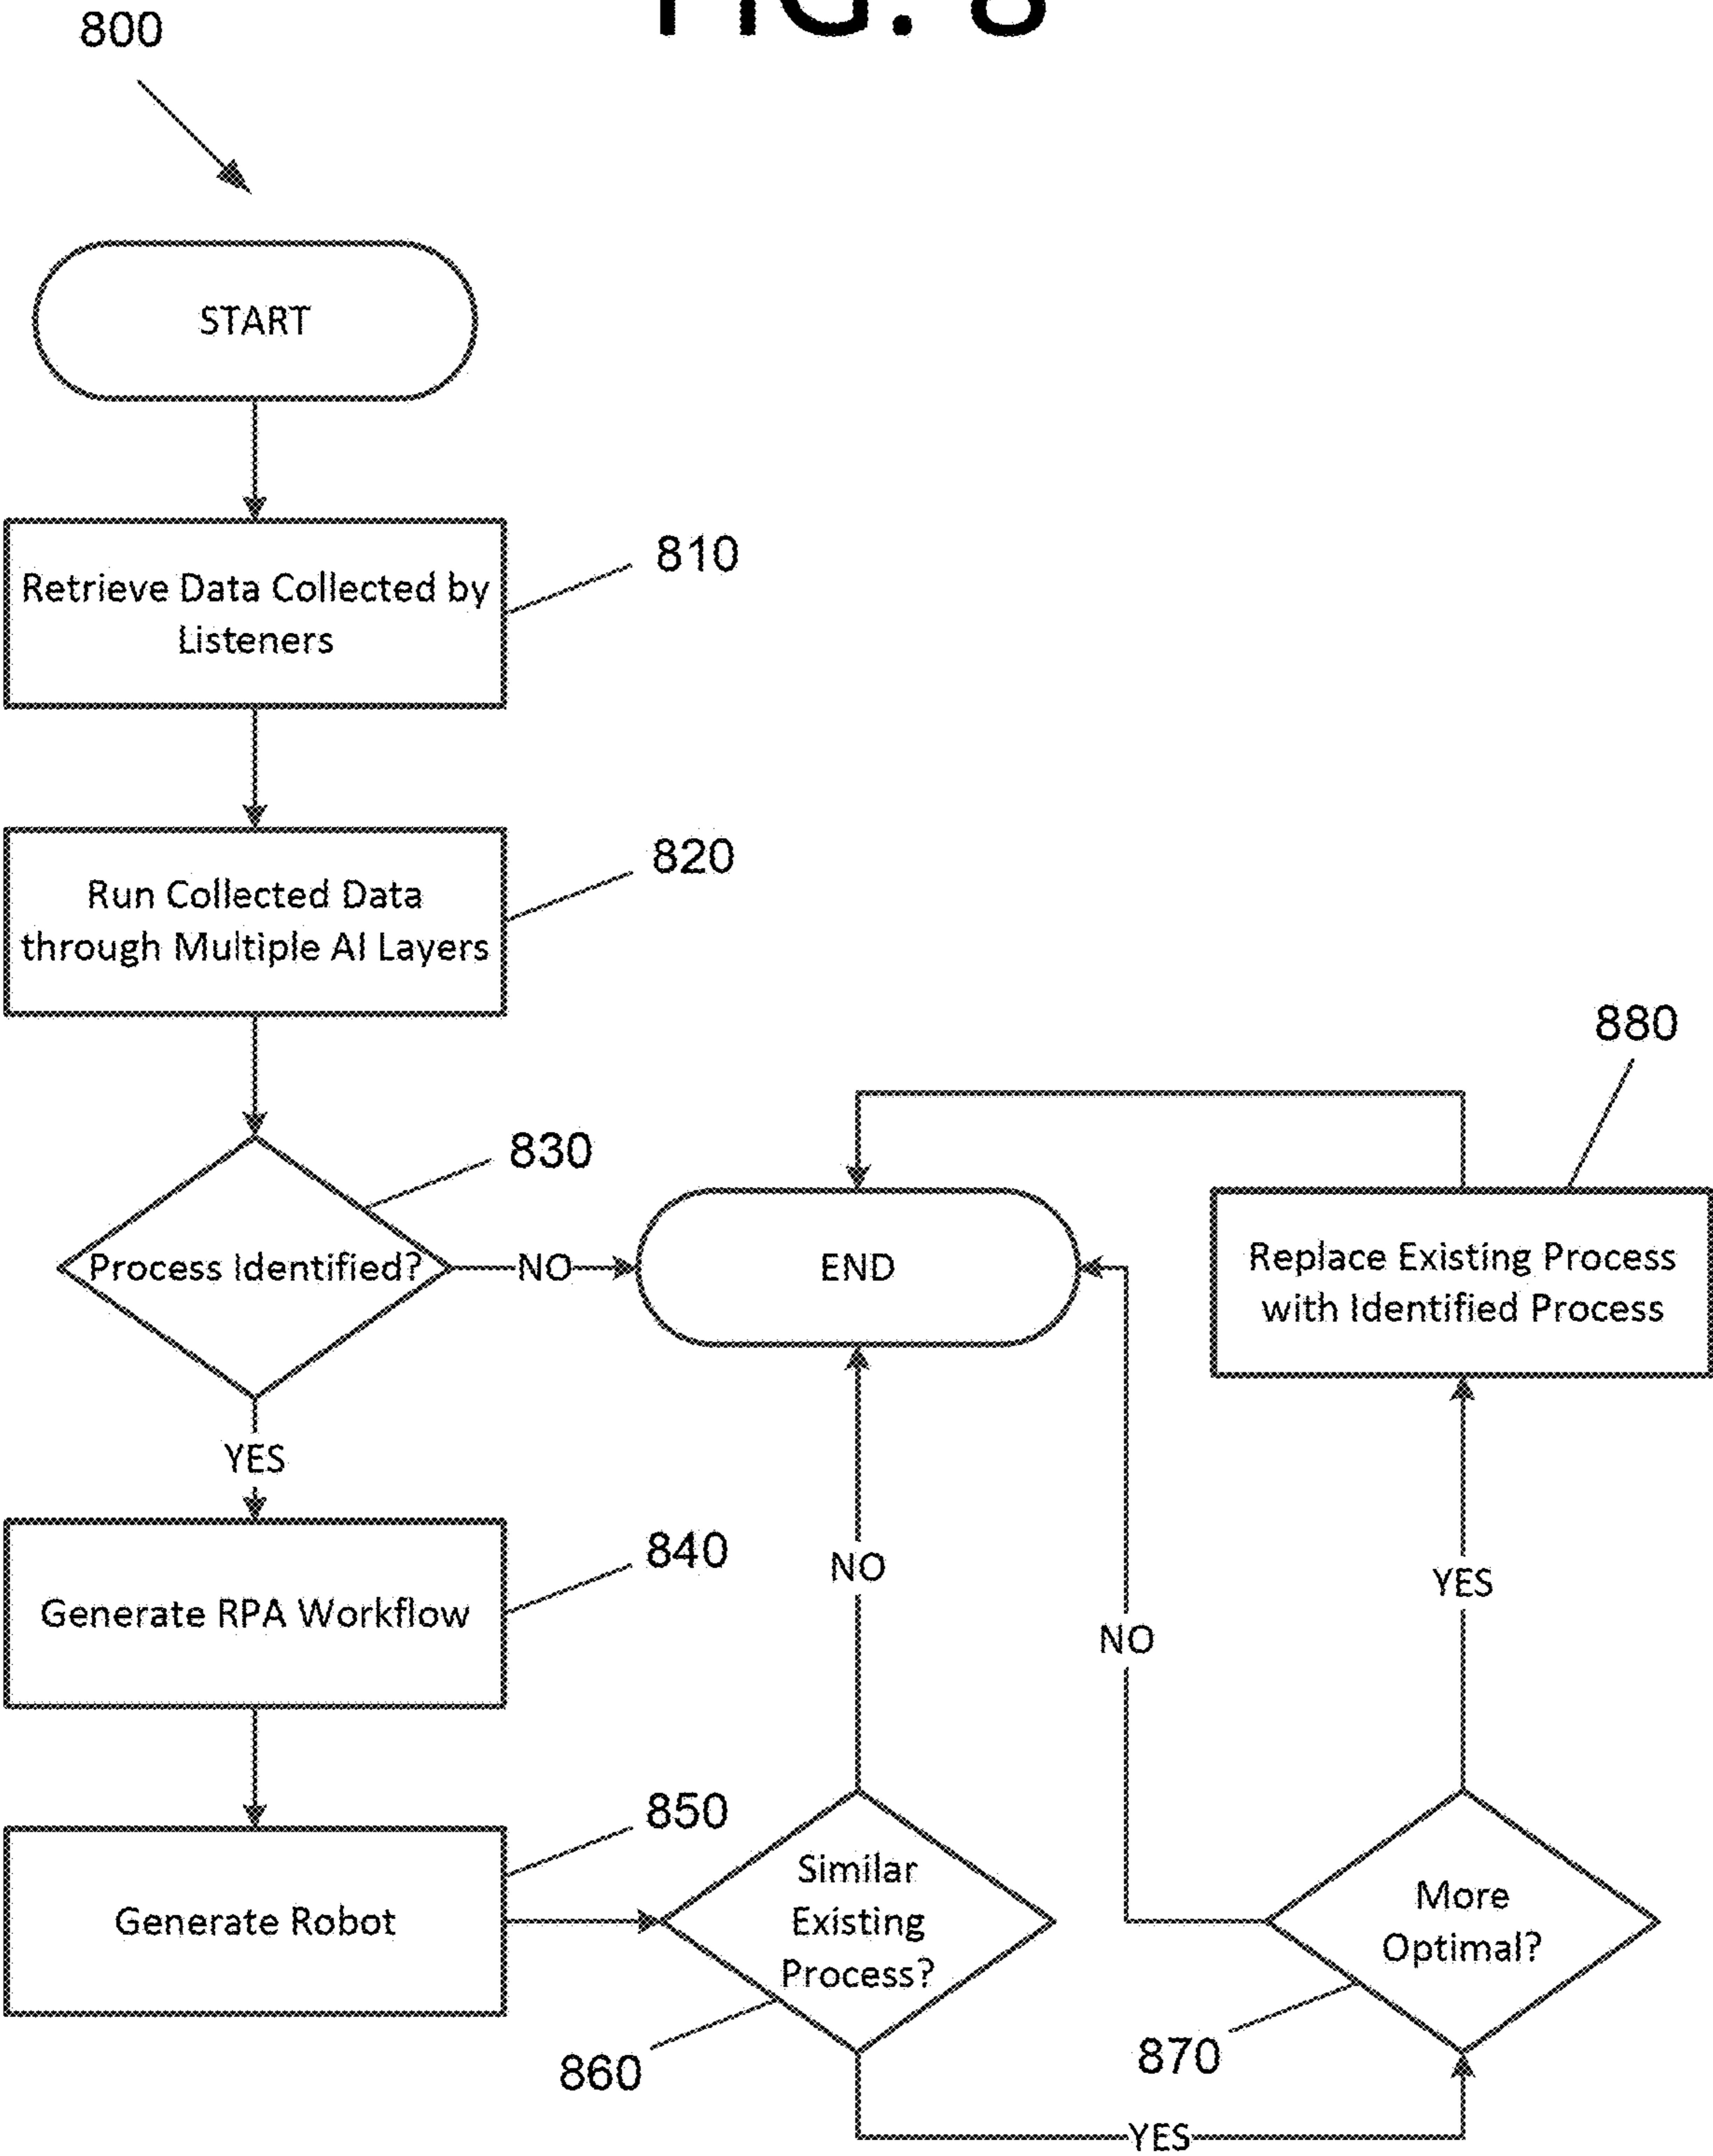 FIG. 8
800
START
810
Retrieve Data Collected by
Listeners
820
Run Collected Data
through Multiple AI Layers
880
830
Process Identified?
NO
END
Replace Existing Process
with Identified Process
YES
840
Generate RPA Workflow
NO
YES
NO
850
Generate Robot
Similar
Existing
Process?
More
Optimal?
860
870
YES